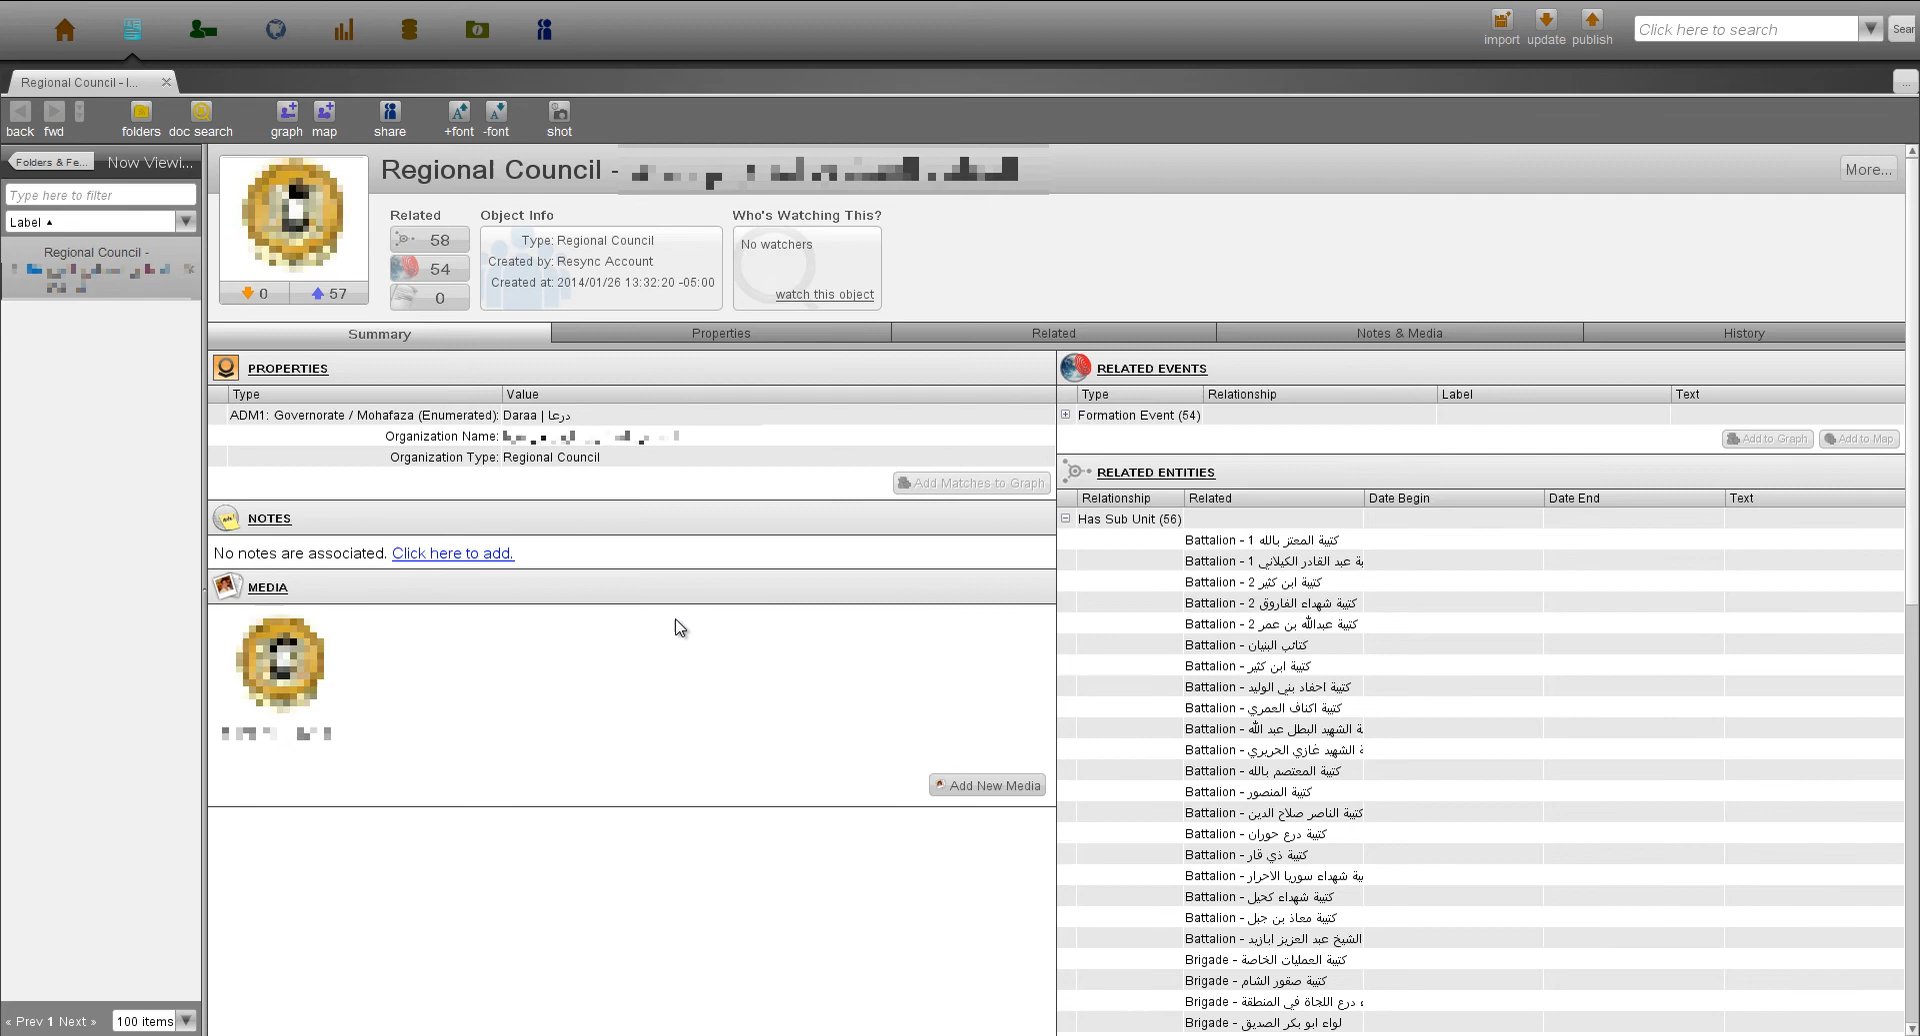 import update publish
Click here to search
Sear
Regional Council - I...
...
back fwd folders doc search graph map share +font -font shot
Folders & Fe... Now Viewi...
Type here to filter
Label
Regional Council -
Regional Council -
More...
Related
58
54
0
0 57
Object Info
Type: Regional Council
Created by: Resync Account
Created at: 2014/01/26 13:32:20 -05:00
Who's Watching This?
No watchers
watch this object
Summary Properties Related Notes & Media History
PROPERTIES
Type Value
ADM1: Governorate / Mohafaza (Enumerated): Daraa | درعا
Organization Name:
Organization Type: Regional Council
Add Matches to Graph
NOTES
No notes are associated. Click here to add.
MEDIA
Add New Media
RELATED EVENTS
Type Relationship Label Text
Formation Event (54)
Add to Graph Add to Map
RELATED ENTITIES
Relationship Related Date Begin Date End Text
Has Sub Unit (56)
Battalion - 1 كتيبة المعتز بالله
Battalion - 1 بة عبد القادر الكيلاني
Battalion - 2 كتيبة ابن كثير
Battalion - 2 كتيبة شهداء الفاروق
Battalion - 2 كتيبة عبدالله بن عمر
Battalion - كتائب البنيان
Battalion - كتيبة ابن كثير
Battalion - كتيبة احفاد بني الوليد
Battalion - كتيبة اكناف العمري
Battalion - ة الشهيد البطل عبد الله
Battalion - ة الشهيد غازي الحريري
Battalion - كتيبة المعتصم بالله
Battalion - كتيبة المنصور
Battalion - كتيبة الناصر صلاح الدين
Battalion - كتيبة درع حوران
Battalion - كتيبة ذي قار
Battalion - بية شهداء سوريا الاحرار
Battalion - كتيبة شهداء كحيل
Battalion - كتيبة معاذ بن جبل
Battalion - الشيخ عبد العزيز ابازيد
Brigade - كتيبة العمليات الخاصة
Brigade - كتيبة صقور الشام
Brigade - ء درع اللجاة في المنطقة
Brigade - لواء ابو بكر الصديق
« Prev 1 Next » 100 items